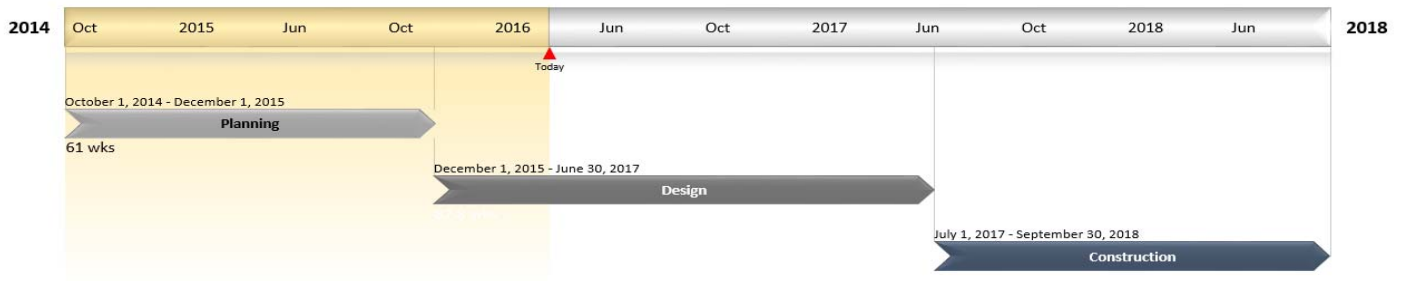 2014 Oct 2015 Jun Oct 2016 Jun Oct 2017 Jun Oct 2018 Jun 2018
Today
October 1, 2014 - December 1, 2015
Planning
61 wks
December 1, 2015 - June 30, 2017
Design
July 1, 2017 - September 30, 2018
Construction